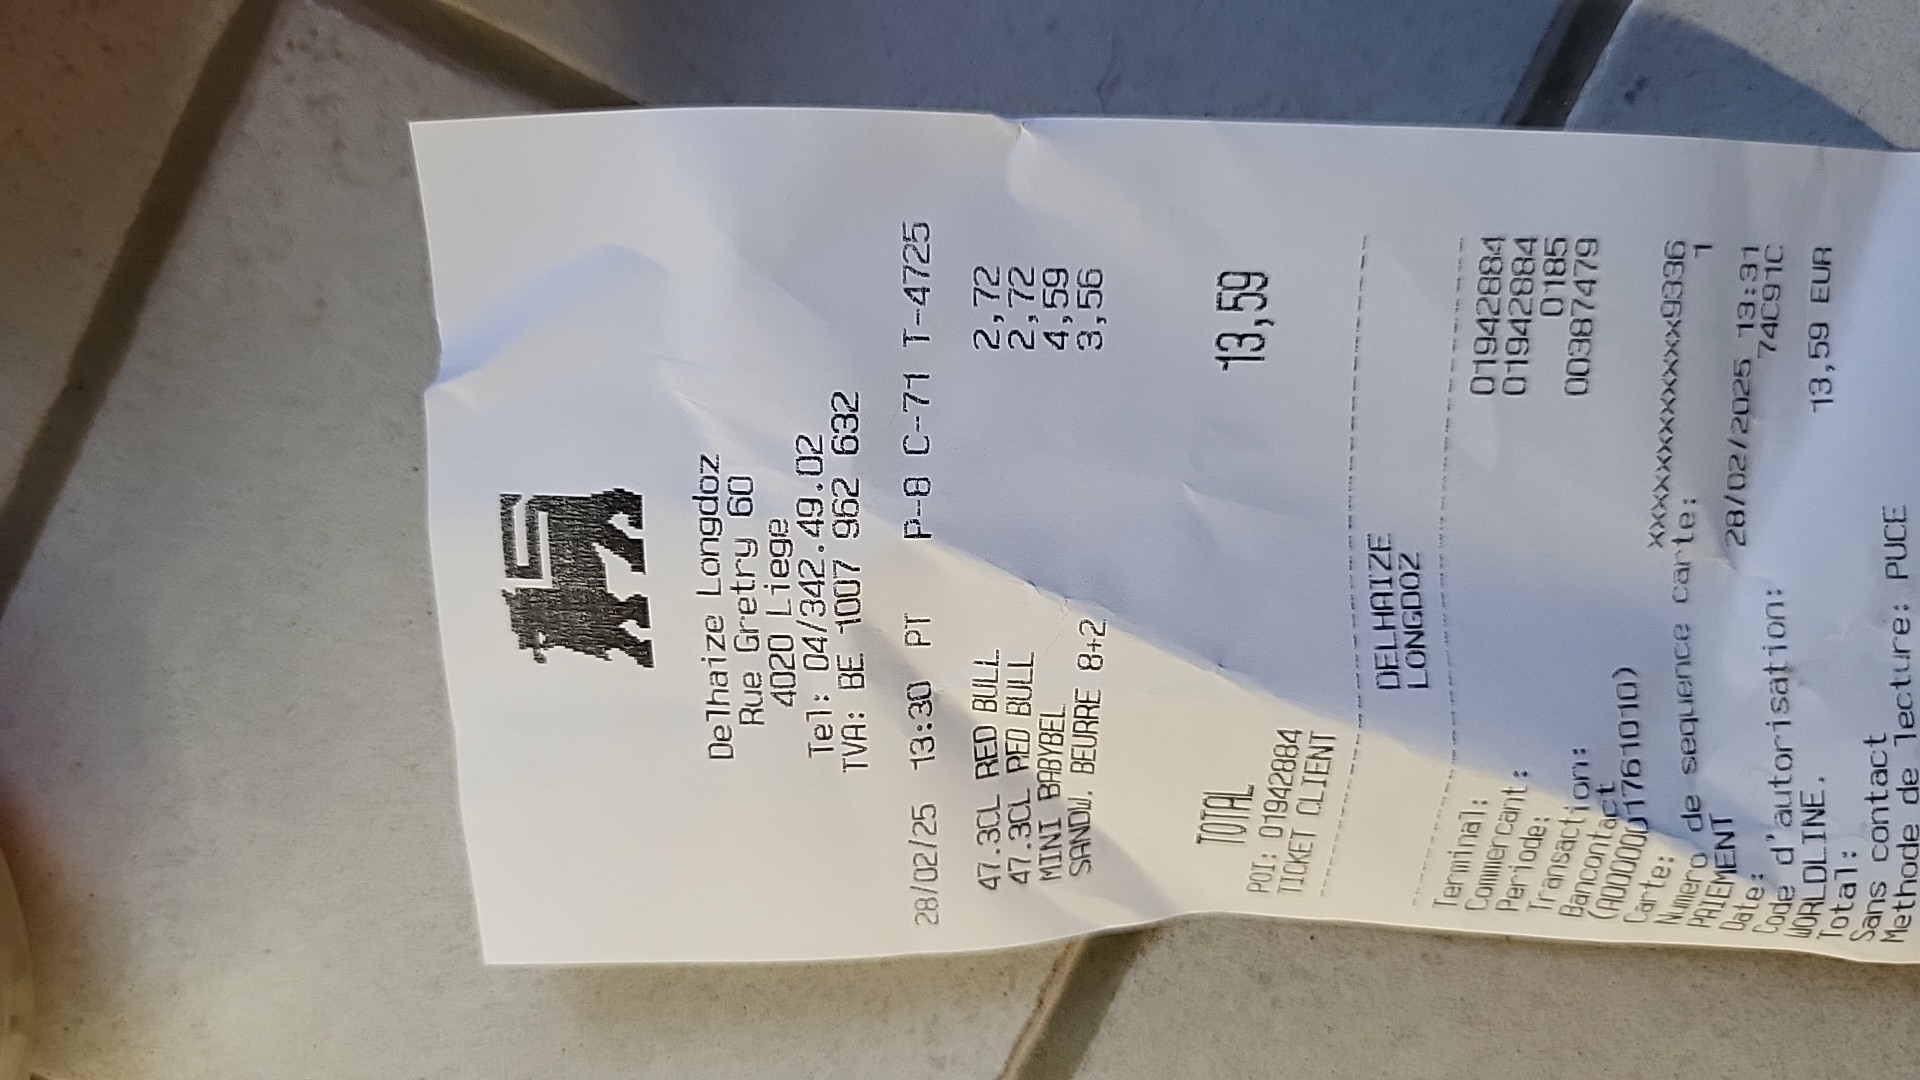 Delhaize Longdoz
Rue Gretry 60
4020 Liege
Tel: 04/342.49.02
TVA: BE 1007 962 632
28/02/25 13:30 PT P-8 C-71 T-4725
47.3CL RED BULL 2,72
47.3CL RED BULL 2,72
MINI BABYBEL 4,59
SANDW. BEURRE 8+2 3,56
TOTAL 13,59
POI: 01942884
TICKET CLIENT
DELHAIZE
LONGDOZ
Terminal: 01942884
Commercant: 01942884
Periode: 0185
Transaction: 00387479
Bancontact
(A000000001761010)
Carte: xxxxxxxxxxxxx9336
Numero de sequence carte: 1
PAIEMENT
Date: 28/02/2025 13:31
Code d'autorisation: 74C91C
WORLDLINE.
Total: 13,59 EUR
Sans contact
Methode de lecture: PUCE